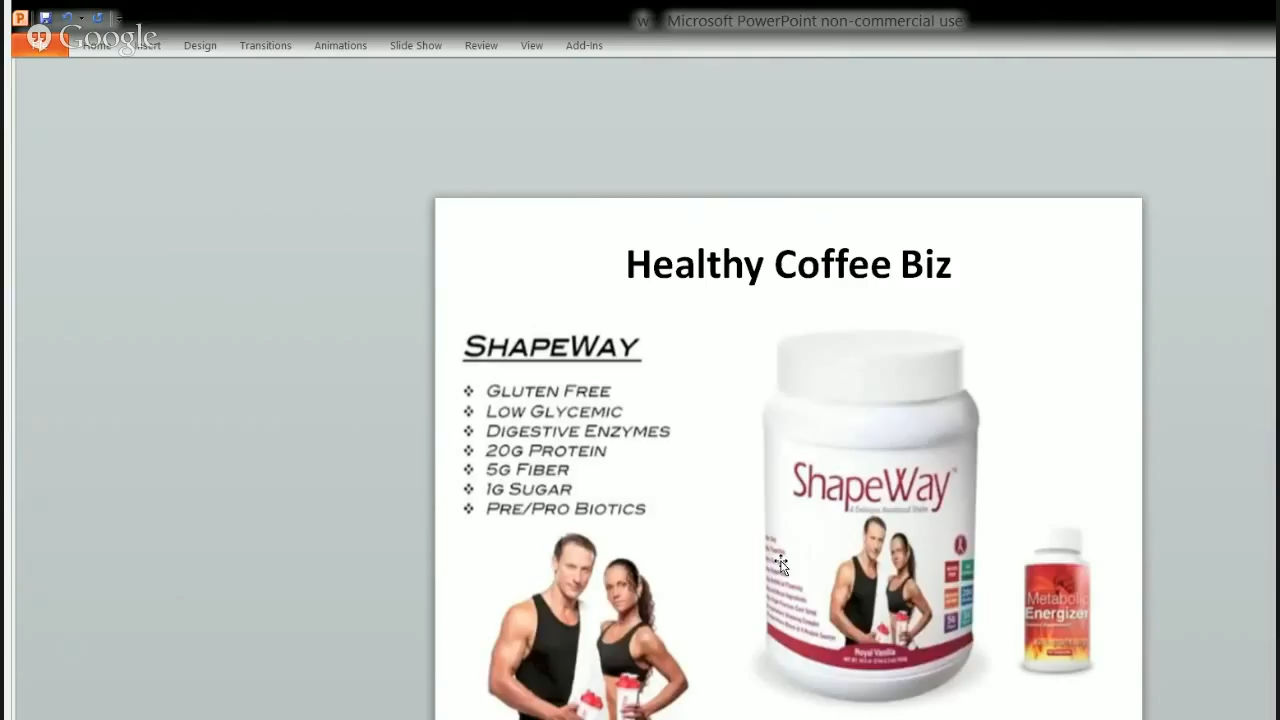 Microsoft PowerPoint non-commercial use
Google
Home Insert Design Transitions Animations Slide Show Review View Add-Ins
Healthy Coffee Biz
SHAPEWAY
GLUTEN FREE
LOW GLYCEMIC
DIGESTIVE ENZYMES
20G PROTEIN
5G FIBER
1G SUGAR
PRE/PRO BIOTICS
ShapeWay
Royal Vanilla
Metabolic
Energizer